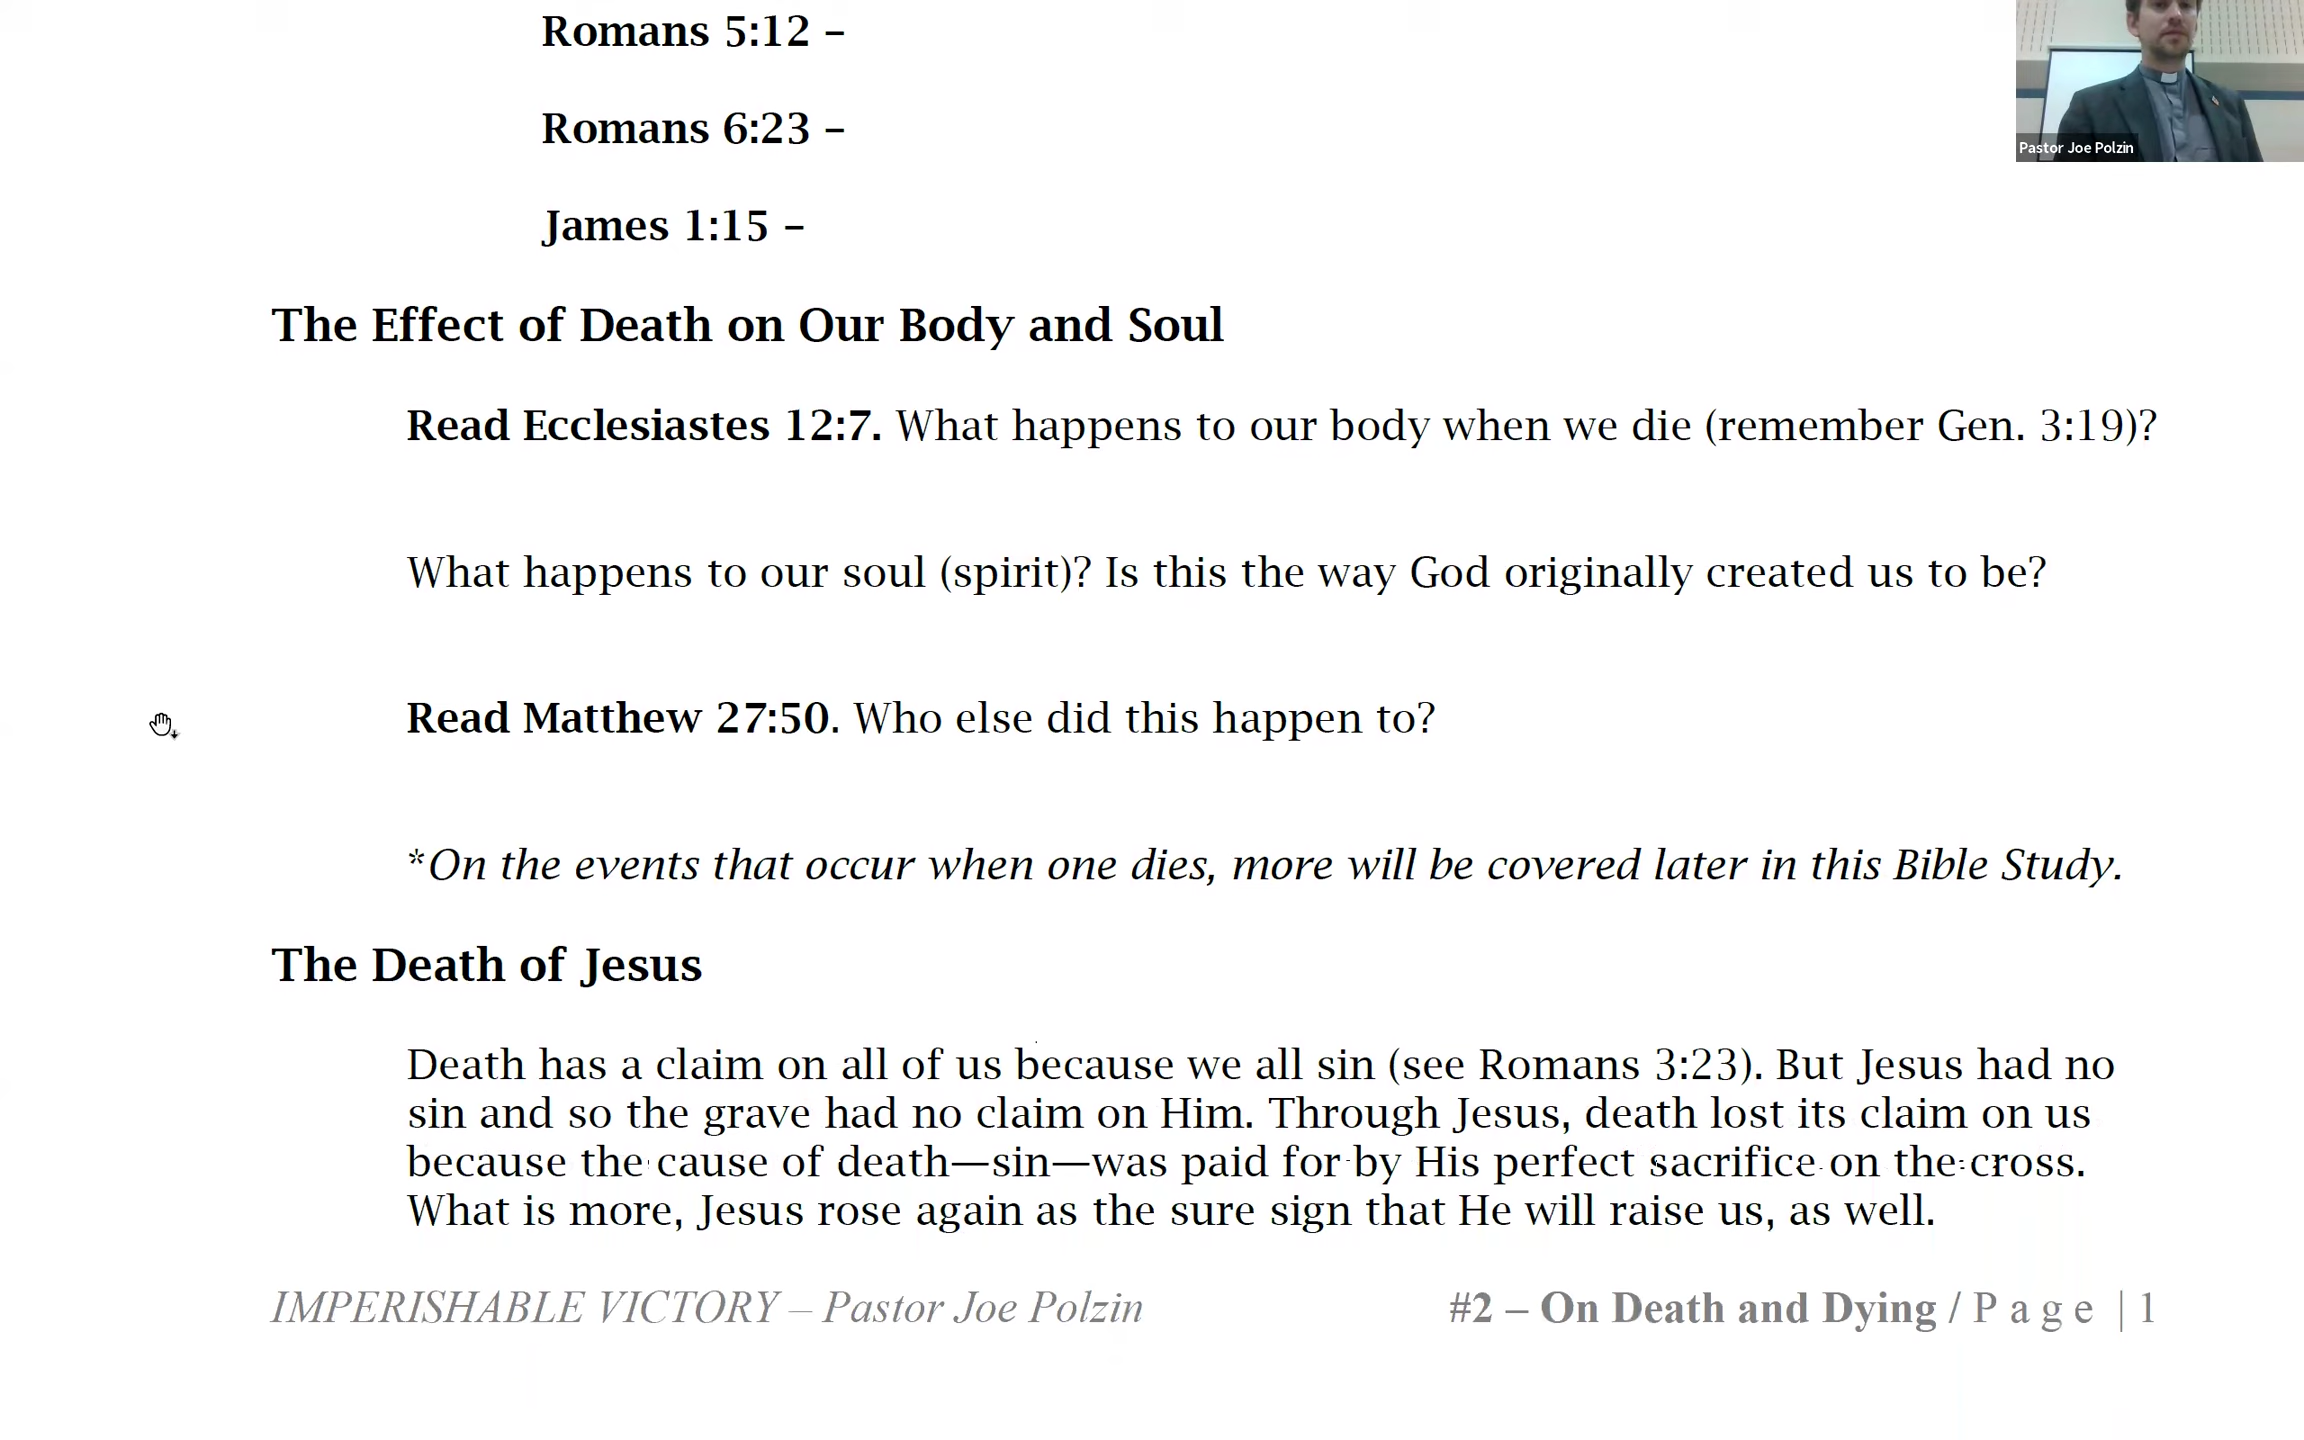 Romans 5:12 –
Pastor Joe Polzin
Romans 6:23 –
James 1:15 –
The Effect of Death on Our Body and Soul
Read Ecclesiastes 12:7. What happens to our body when we die (remember Gen. 3:19)?
What happens to our soul (spirit)? Is this the way God originally created us to be?
Read Matthew 27:50. Who else did this happen to?
*On the events that occur when one dies, more will be covered later in this Bible Study.
The Death of Jesus
Death has a claim on all of us because we all sin (see Romans 3:23). But Jesus had no
sin and so the grave had no claim on Him. Through Jesus, death lost its claim on us
because the cause of death—sin—was paid for by His perfect sacrifice on the cross.
What is more, Jesus rose again as the sure sign that He will raise us, as well.
IMPERISHABLE VICTORY – Pastor Joe Polzin #2 – On Death and Dying / P a g e | 1